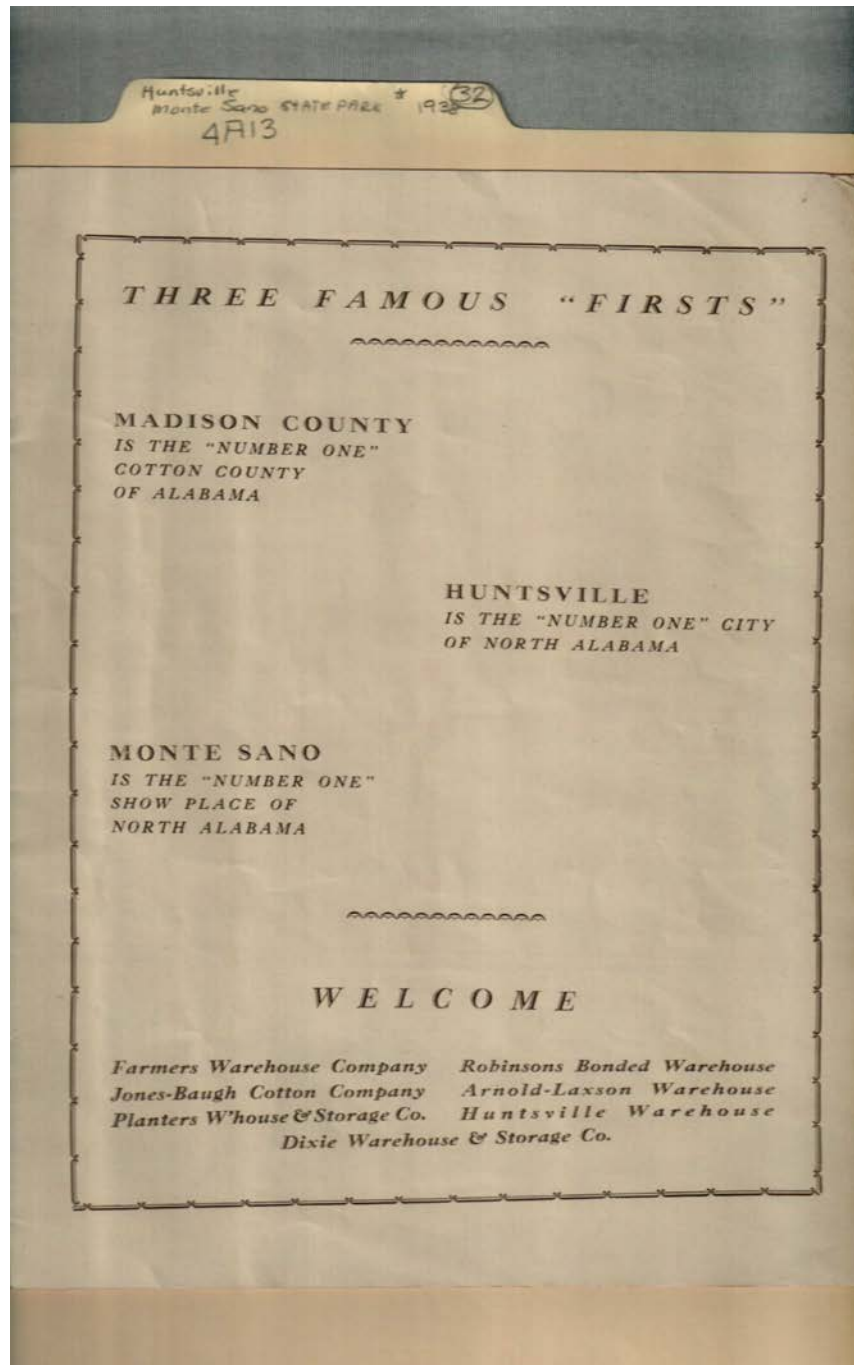 Huntsville *
Monte Sano STATE PARK 193 32
4A13
THREE FAMOUS "FIRSTS"
MADISON COUNTY
IS THE "NUMBER ONE"
COTTON COUNTY
OF ALABAMA
HUNTSVILLE
IS THE "NUMBER ONE" CITY
OF NORTH ALABAMA
MONTE SANO
IS THE "NUMBER ONE"
SHOW PLACE OF
NORTH ALABAMA
WELCOME
Farmers Warehouse Company Robinsons Bonded Warehouse
Jones-Baugh Cotton Company Arnold-Laxson Warehouse
Planters W'house & Storage Co. Huntsville Warehouse
Dixie Warehouse & Storage Co.